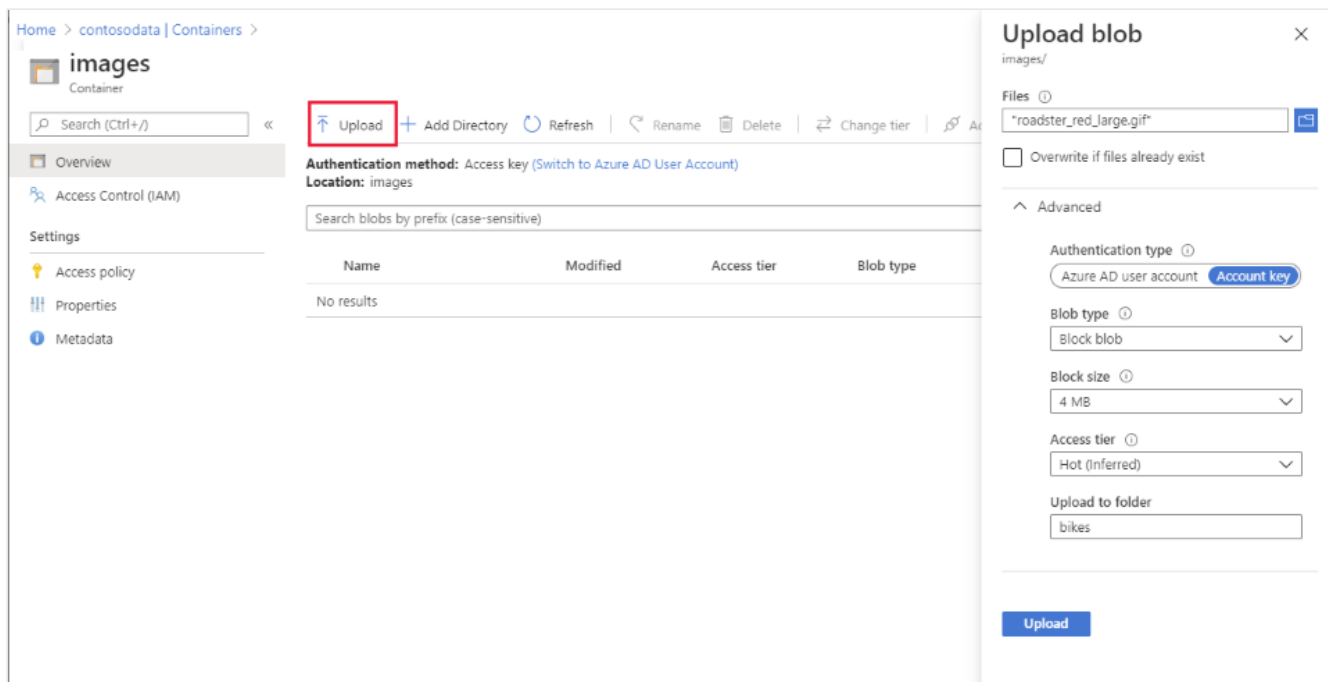 Home > contosodata | Containers >
images
Container
Search (Ctrl+/)
«
Overview
Access Control (IAM)
Settings
Access policy
Properties
Metadata
Upload Add Directory Refresh Rename Delete Change tier
Authentication method: Access key (Switch to Azure AD User Account)
Location: images
Search blobs by prefix (case-sensitive)
Name Modified Access tier Blob type
No results
Upload blob
images/
Files
"roadster_red_large.gif"
Overwrite if files already exist
Advanced
Authentication type
Azure AD user account Account key
Blob type
Block blob
Block size
4 MB
Access tier
Hot (Inferred)
Upload to folder
bikes
Upload